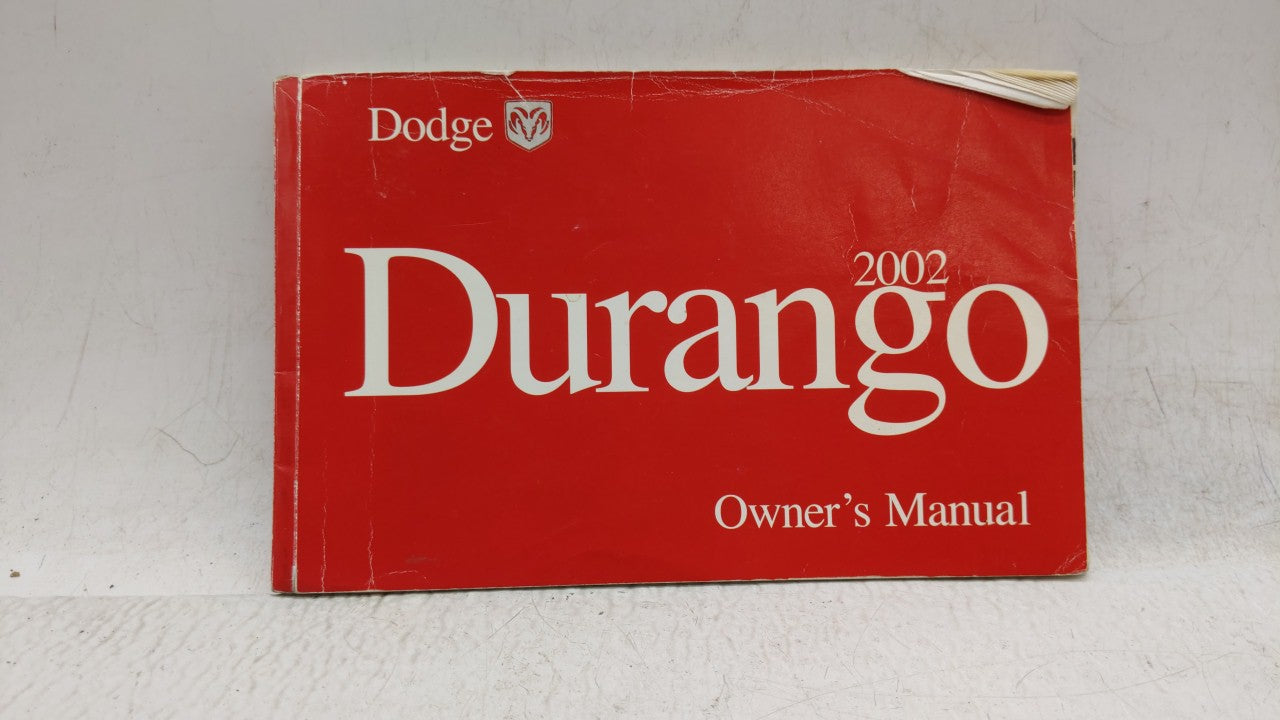 Dodge
2002
Durango
Owner's Manual